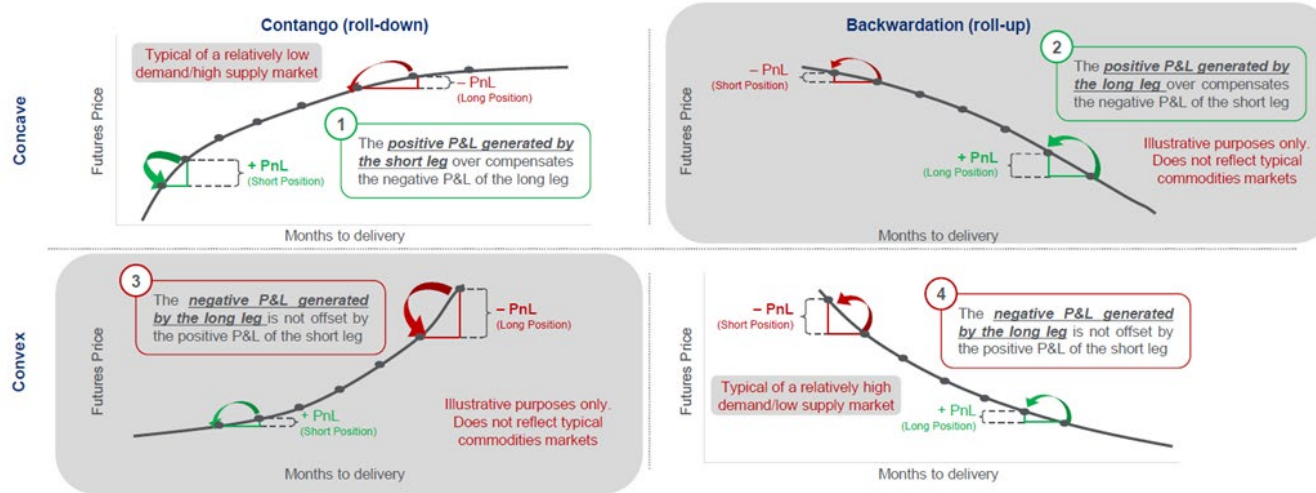 Contango (roll-down)
Backwardation (roll-up)
Concave
Futures Price
Typical of a relatively low
demand/high supply market
– PnL
(Long Position)
+ PnL
(Short Position)
1
The positive P&L generated by
the short leg over compensates
the negative P&L of the long leg
Months to delivery
Futures Price
– PnL
(Short Position)
2
The positive P&L generated by
the long leg over compensates
the negative P&L of the short leg
+ PnL
(Long Position)
Illustrative purposes only.
Does not reflect typical
commodities markets
Months to delivery
Convex
Futures Price
3
The negative P&L generated
by the long leg is not offset by
the positive P&L of the short leg
– PnL
(Long Position)
+ PnL
(Short Position)
Illustrative purposes only.
Does not reflect typical
commodities markets
Months to delivery
Futures Price
– PnL
(Short Position)
4
The negative P&L generated
by the long leg is not offset by
the positive P&L of the short leg
Typical of a relatively high
demand/low supply market
+ PnL
(Long Position)
Months to delivery